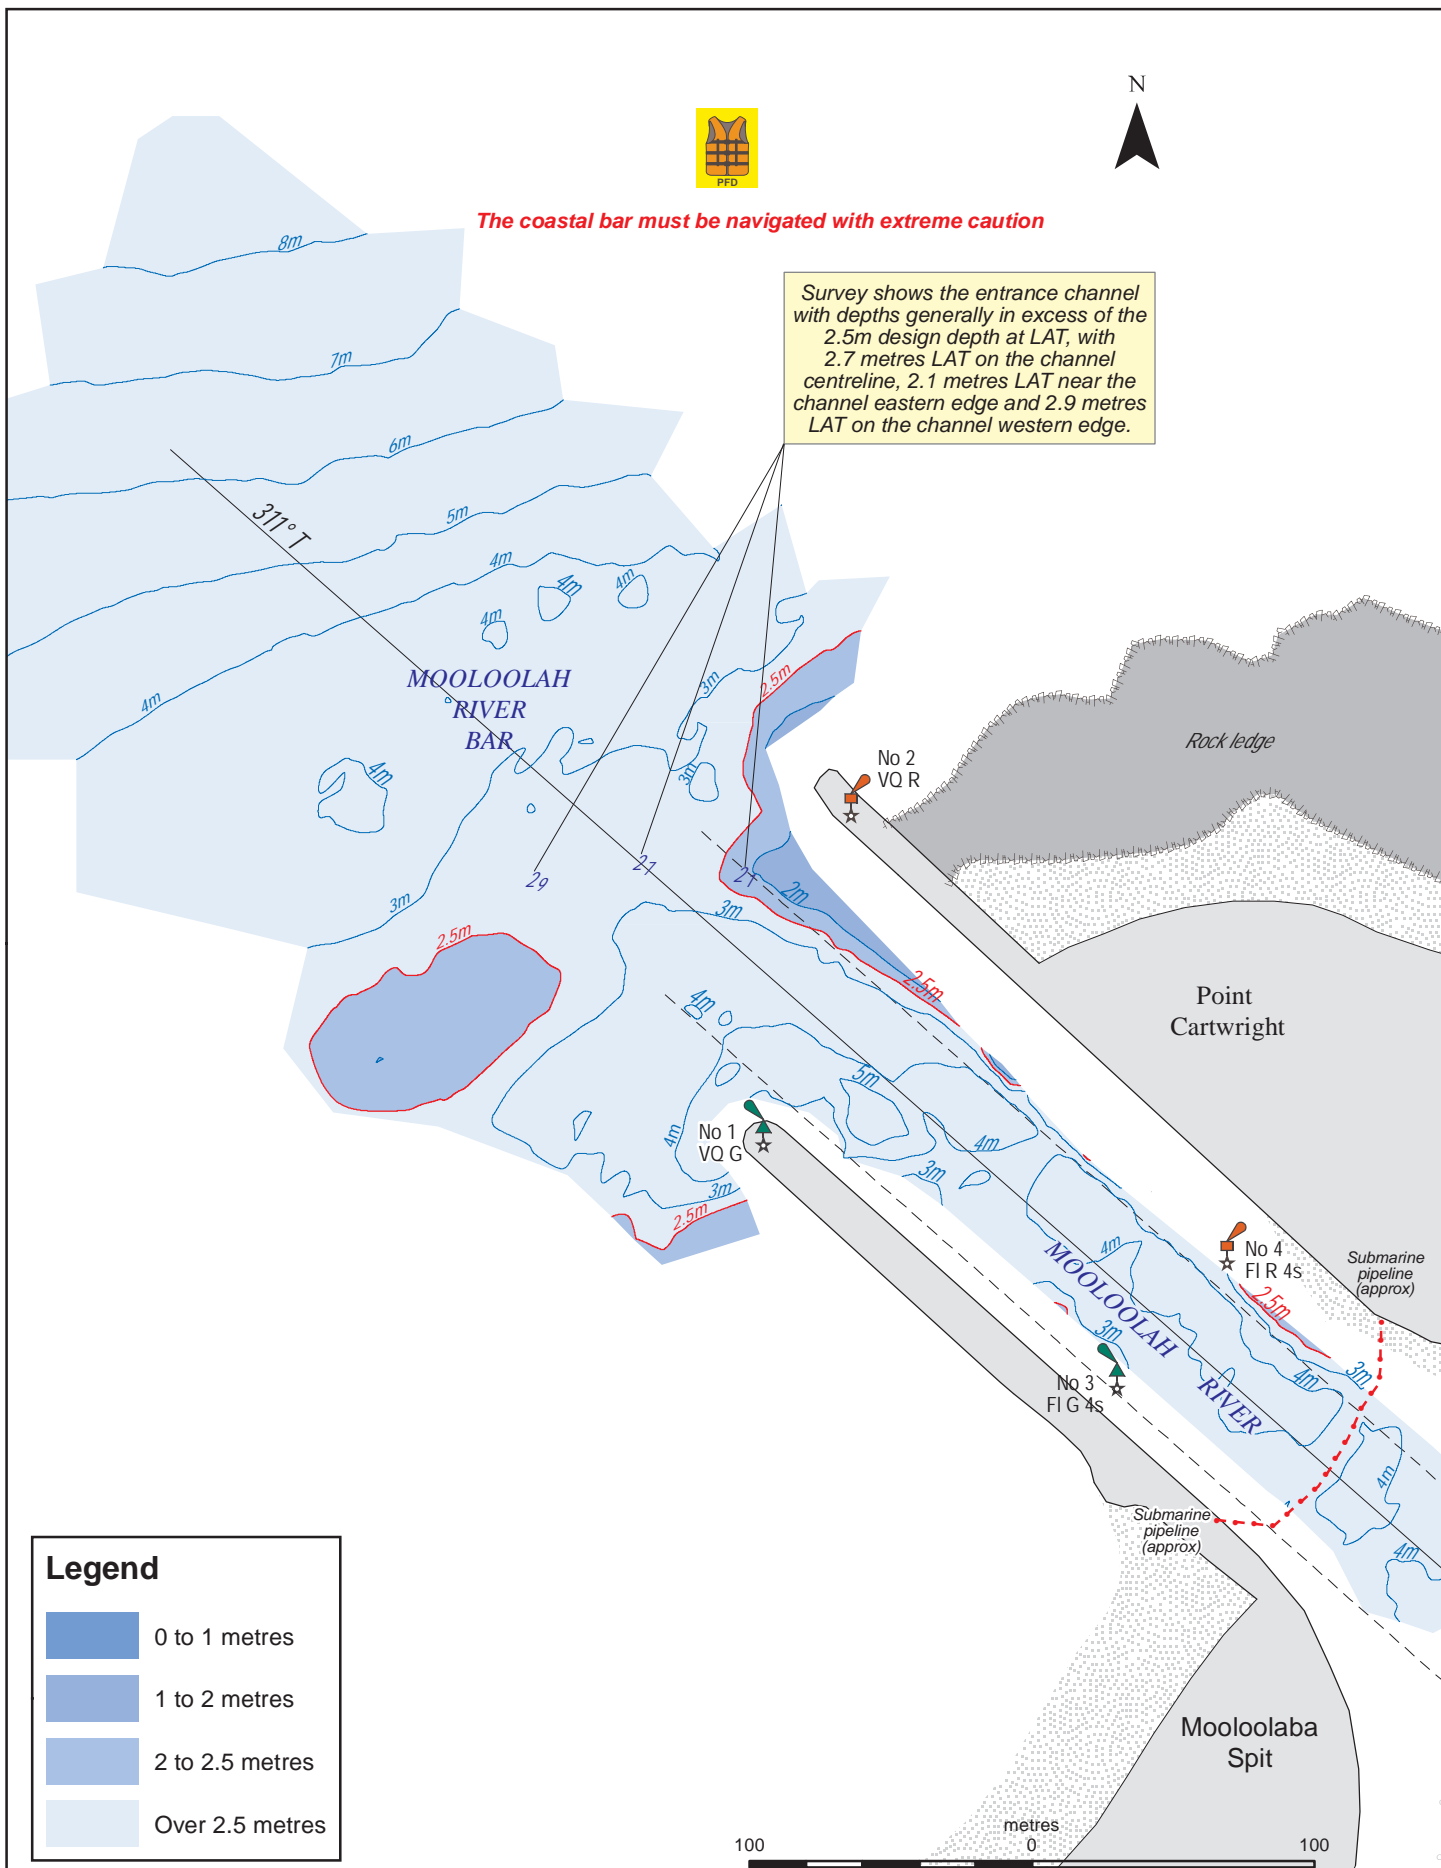 N
PFD
The coastal bar must be navigated with extreme caution
8m
Survey shows the entrance channel
with depths generally in excess of the
2.5m design depth at LAT, with
2.7 metres LAT on the channel
centreline, 2.1 metres LAT near the
channel eastern edge and 2.9 metres
LAT on the channel western edge.
7m
6m
5m
311° T
4m
4m
4m
4m
MOOLOOLAH
RIVER
BAR
4m
3m
2.5m
Rock ledge
No 2
VQ R
4m
3m
29
27
21
2m
3m
3m
2.5m
2.5m
4m
Point
Cartwright
5m
No 1
VQ G
4m
4m
3m
3m
2.5m
4m
MOOLOOLAH
RIVER
No 4
Fl R 4s
2.5m
Submarine
pipeline
(approx)
3m
No 3
Fl G 4s
3m
4m
4m
Submarine
pipeline
(approx)
4m
Legend
0 to 1 metres
1 to 2 metres
2 to 2.5 metres
Over 2.5 metres
Mooloolaba
Spit
metres
100 0 100